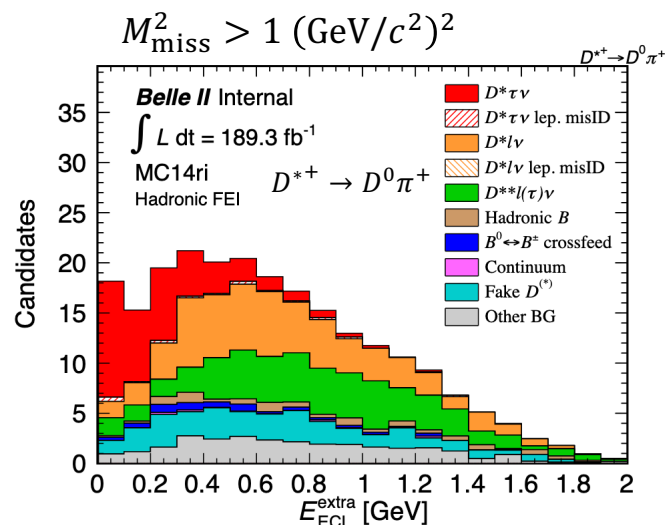 M²miss > 1 (GeV/c²)²
D*⁺→D⁰π⁺
Belle II Internal
∫ L dt = 189.3 fb⁻¹
MC14ri
Hadronic FEI
D*⁺ → D⁰π⁺
D*τν
D*τν lep. misID
D*lν
D*lν lep. misID
D**l(τ)ν
Hadronic B
B⁰↔B± crossfeed
Continuum
Fake D⁽*⁾
Other BG
Candidates
35
30
25
20
15
10
5
0
0 0.2 0.4 0.6 0.8 1 1.2 1.4 1.6 1.8 2
E^extra_ECL [GeV]